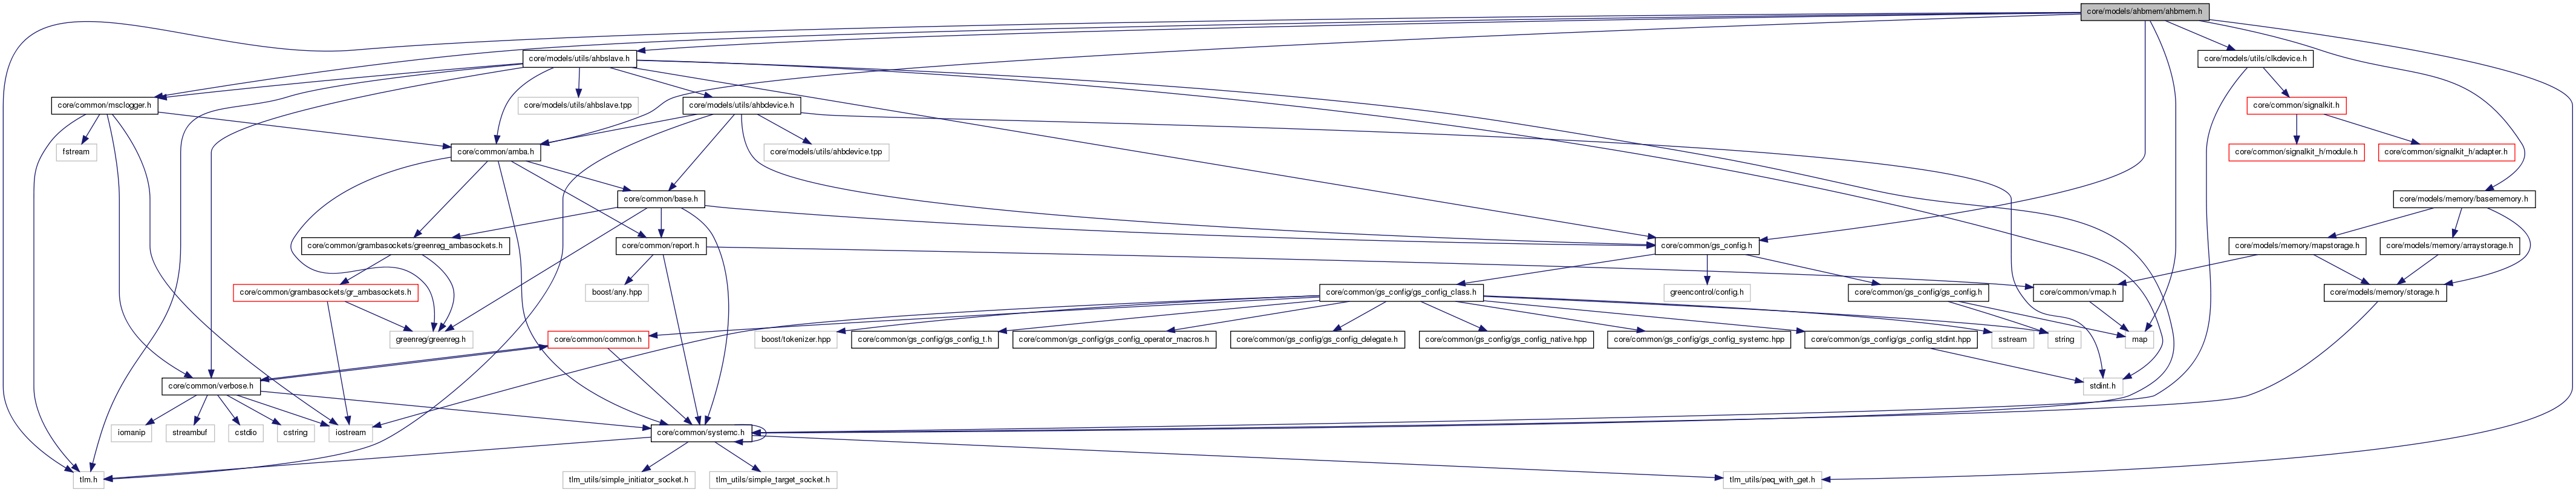 core/models/ahbmem/ahbmem.h
core/models/utils/ahbslave.h
core/models/utils/clkdevice.h
core/common/msclogger.h
core/models/utils/ahbslave.tpp
core/models/utils/ahbdevice.h
core/common/signalkit.h
fstream
core/common/amba.h
core/models/utils/ahbdevice.tpp
core/common/signalkit_h/module.h
core/common/signalkit_h/adapter.h
core/common/base.h
core/models/memory/basememory.h
core/common/grambasockets/greenreg_ambasockets.h
core/common/report.h
core/common/gs_config.h
core/models/memory/mapstorage.h
core/models/memory/arraystorage.h
core/common/grambasockets/gr_ambasockets.h
boost/any.hpp
core/common/gs_config/gs_config_class.h
greencontrol/config.h
core/common/gs_config/gs_config.h
core/common/vmap.h
core/models/memory/storage.h
greenreg/greenreg.h
core/common/common.h
boost/tokenizer.hpp
core/common/gs_config/gs_config_t.h
core/common/gs_config/gs_config_operator_macros.h
core/common/gs_config/gs_config_delegate.h
core/common/gs_config/gs_config_native.hpp
core/common/gs_config/gs_config_systemc.hpp
core/common/gs_config/gs_config_stdint.hpp
sstream
string
map
core/common/verbose.h
stdint.h
iomanip
streambuf
cstdio
cstring
iostream
core/common/systemc.h
tlm.h
tlm_utils/simple_initiator_socket.h
tlm_utils/simple_target_socket.h
tlm_utils/peq_with_get.h